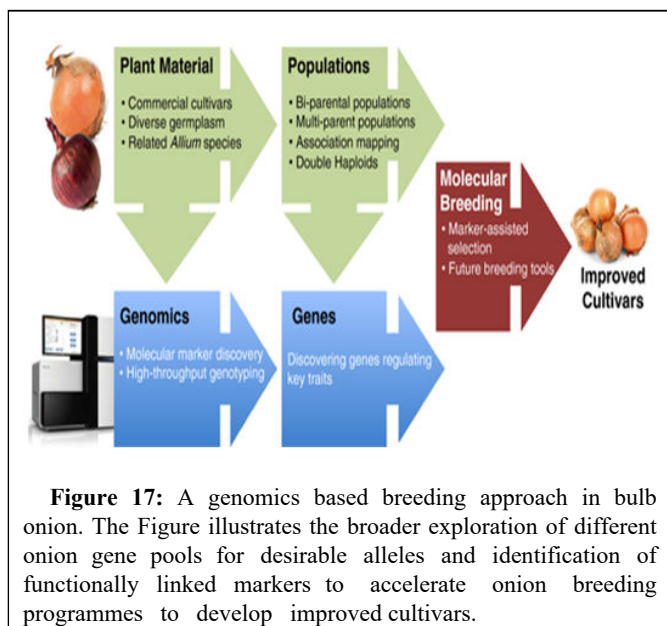 Plant Material
• Commercial cultivars
• Diverse germplasm
• Related Allium species
Populations
• Bi-parental populations
• Multi-parent populations
• Association mapping
• Double Haploids
Molecular
Breeding
• Marker-assisted
selection
• Future breeding tools
Improved
Cultivars
Genomics
• Molecular marker discovery
• High-throughput genotyping
Genes
Discovering genes regulating
key traits
Figure 17: A genomics based breeding approach in bulb
onion. The Figure illustrates the broader exploration of different
onion gene pools for desirable alleles and identification of
functionally linked markers to accelerate onion breeding
programmes to develop improved cultivars.